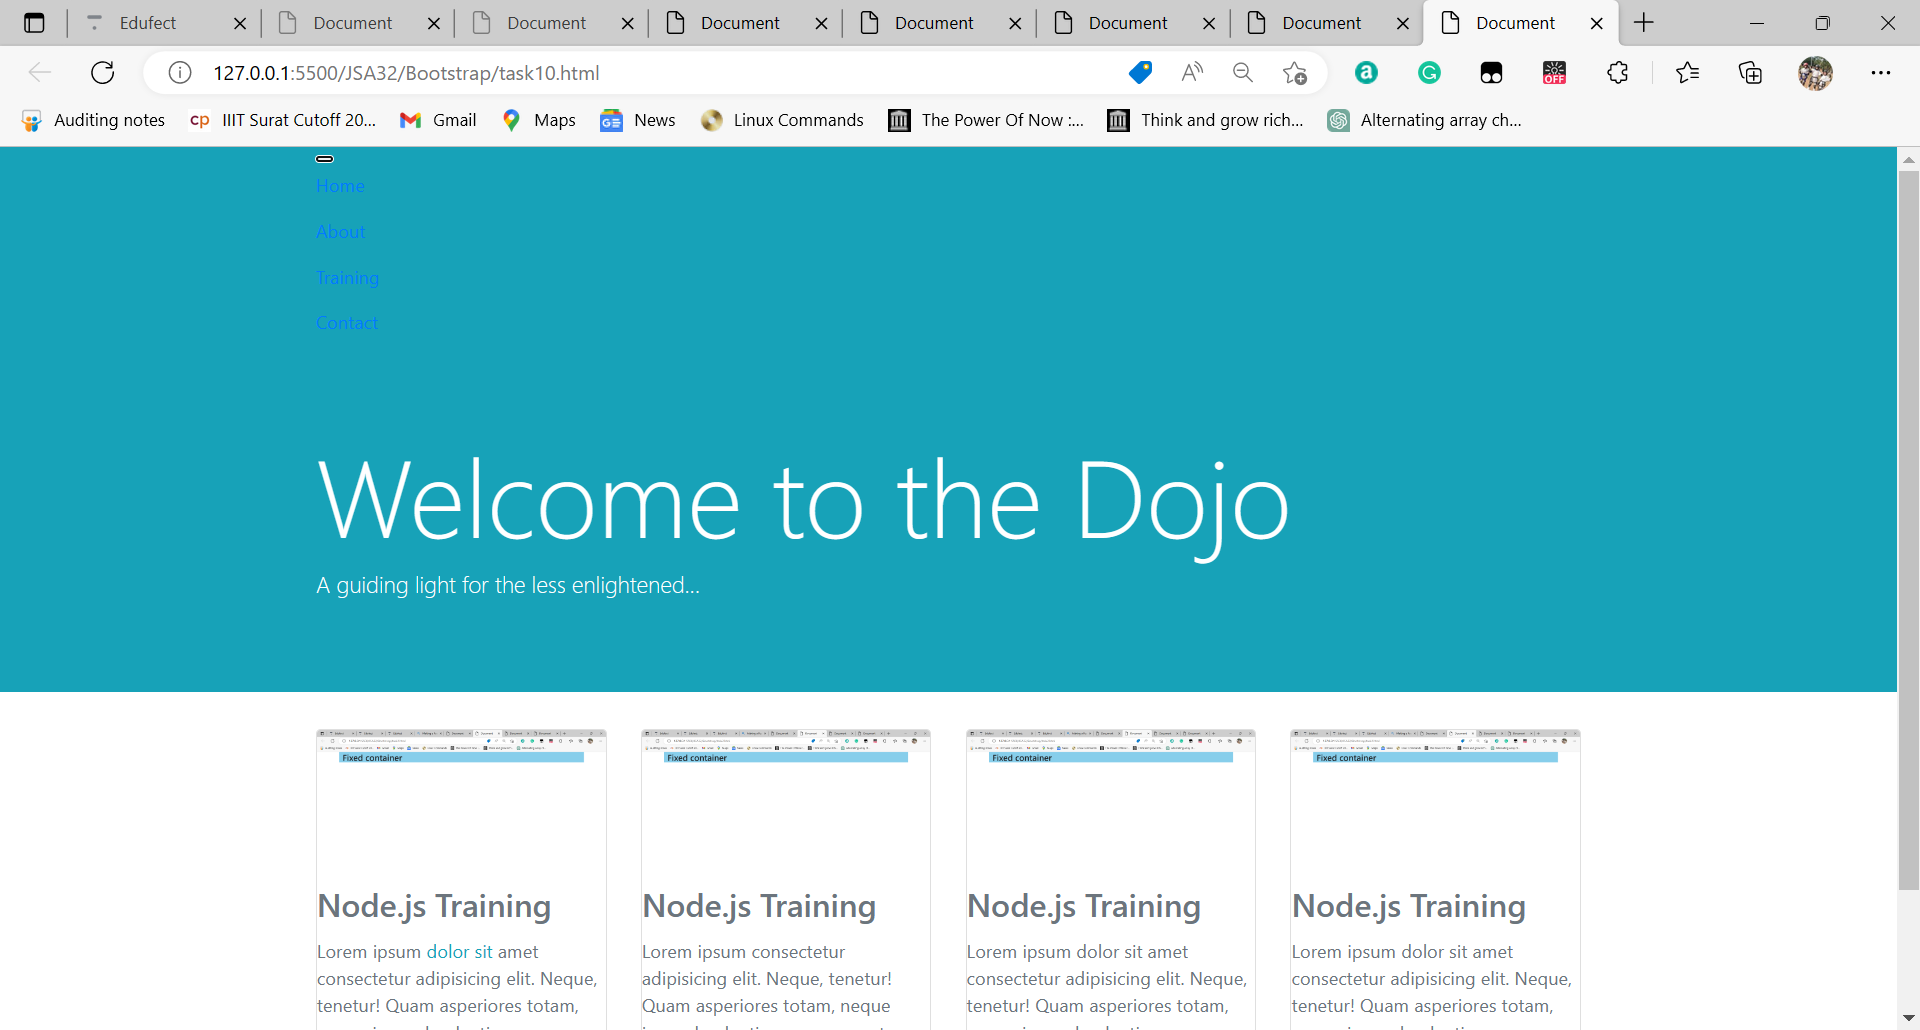 Edufect Document Document Document Document Document Document Document
127.0.0.1:5500/JSA32/Bootstrap/task10.html A a G OFF
Auditing notes cp IIIT Surat Cutoff 20... Gmail Maps GE News Linux Commands The Power Of Now :... Think and grow rich... Alternating array ch...
Home
About
Training
Contact
Welcome to the Dojo
A guiding light for the less enlightened...
Fixed container Fixed container Fixed container Fixed container
Node.js Training
Lorem ipsum dolor sit amet
consectetur adipisicing elit. Neque,
tenetur! Quam asperiores totam,
Node.js Training
Lorem ipsum consectetur
adipisicing elit. Neque, tenetur!
Quam asperiores totam, neque
Node.js Training
Lorem ipsum dolor sit amet
consectetur adipisicing elit. Neque,
tenetur! Quam asperiores totam,
Node.js Training
Lorem ipsum dolor sit amet
consectetur adipisicing elit. Neque,
tenetur! Quam asperiores totam,